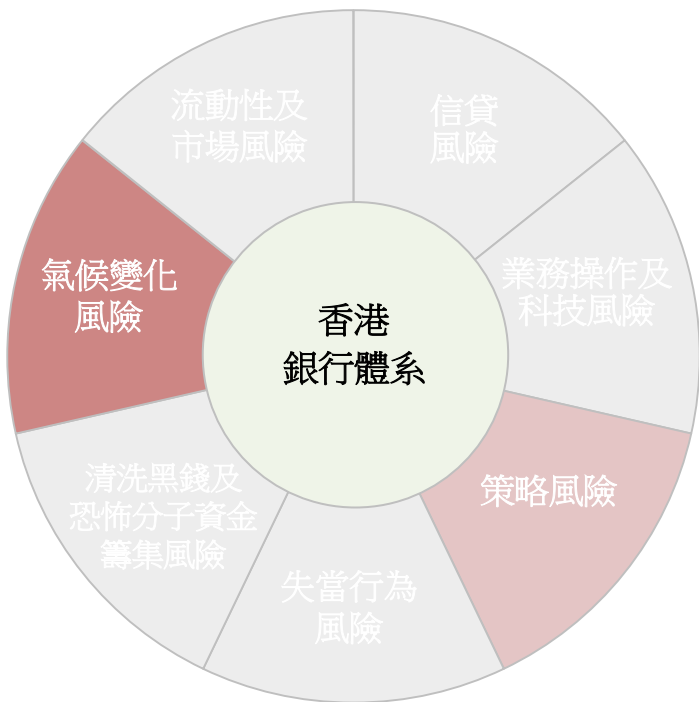 流動性及
市場風險
信貸
風險
氣候變化
風險
業務操作及
科技風險
香港
銀行體系
策略風險
清洗黑錢及
恐怖分子資金
籌集風險
失當行為
風險